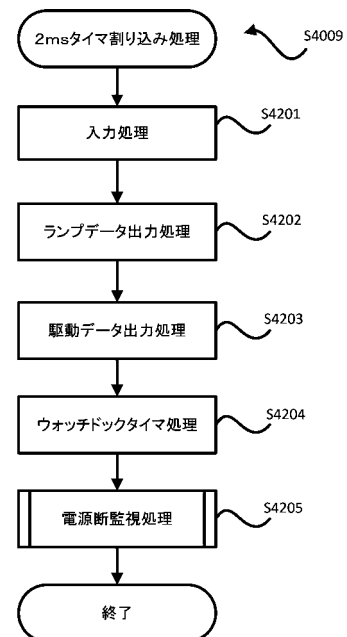 2msタイマ割り込み処理
S4009
入力処理
S4201
ランプデータ出力処理
S4202
駆動データ出力処理
S4203
ウォッチドックタイマ処理
S4204
電源断監視処理
S4205
終了